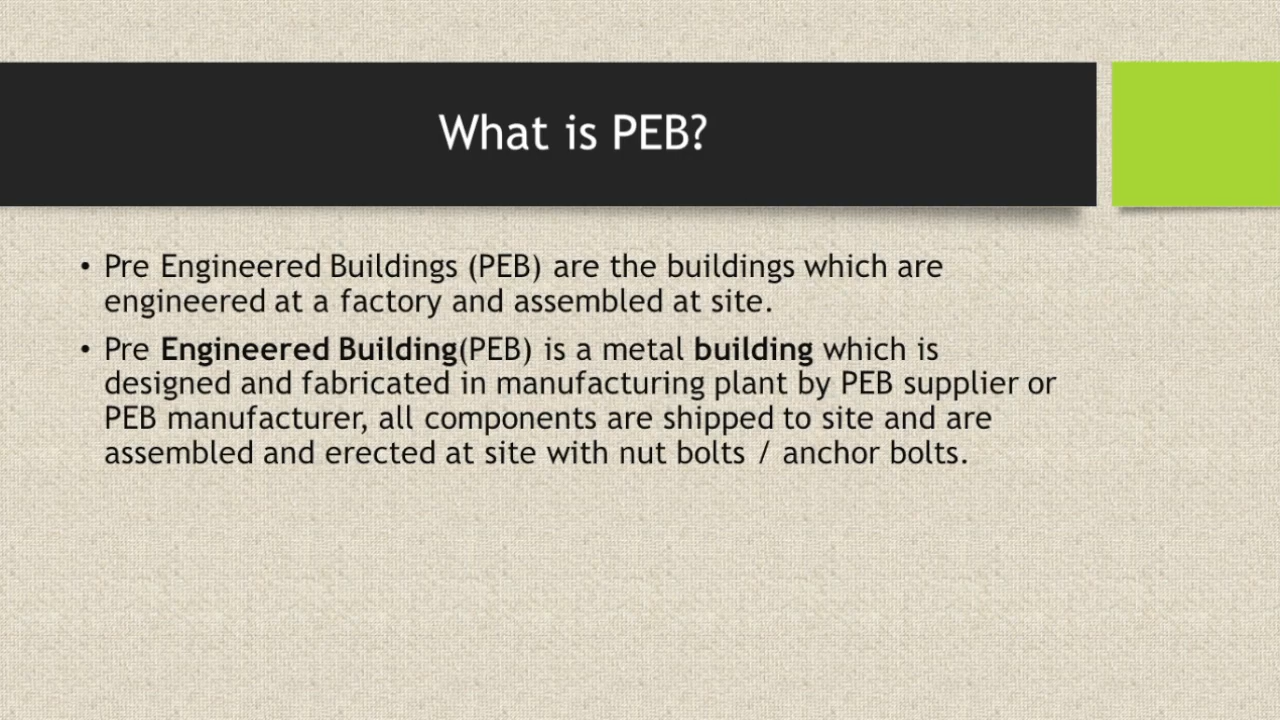 What is PEB?
• Pre Engineered Buildings (PEB) are the buildings which are
engineered at a factory and assembled at site.
• Pre Engineered Building(PEB) is a metal building which is
designed and fabricated in manufacturing plant by PEB supplier or
PEB manufacturer, all components are shipped to site and are
assembled and erected at site with nut bolts / anchor bolts.